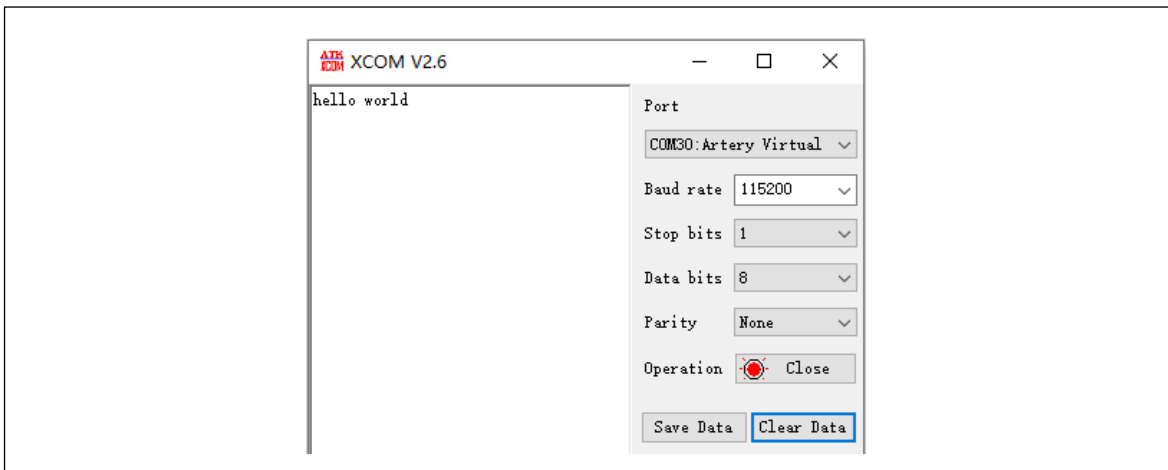 ATK XCOM XCOM V2.6
hello world
Port
COM30:Artery Virtual
Baud rate 115200
Stop bits 1
Data bits 8
Parity None
Operation Close
Save Data Clear Data